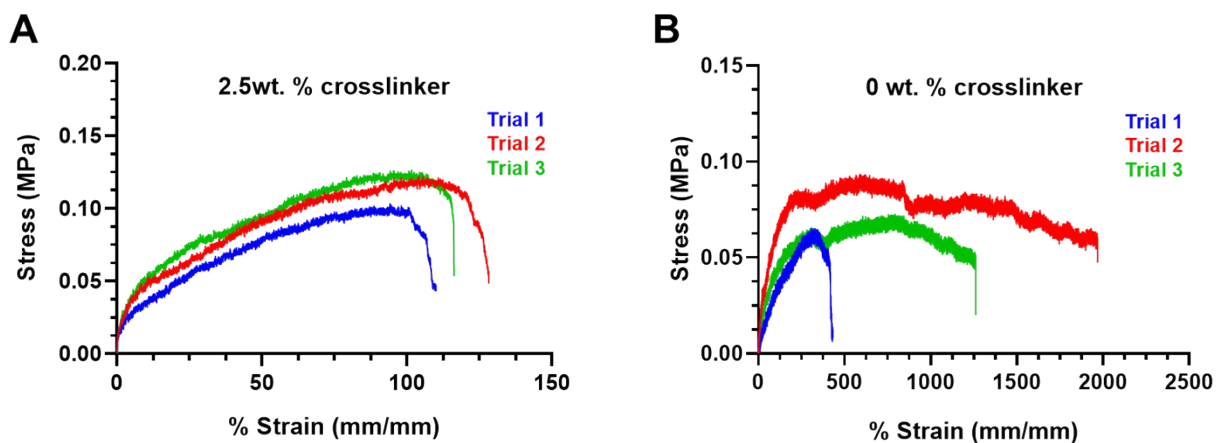 A
2.5wt. % crosslinker
Trial 1
Trial 2
Trial 3
Stress (MPa)
0.20
0.15
0.10
0.05
0.00
0 50 100 150
% Strain (mm/mm)
B
0 wt. % crosslinker
Trial 1
Trial 2
Trial 3
Stress (MPa)
0.15
0.10
0.05
0.00
0 500 1000 1500 2000 2500
% Strain (mm/mm)